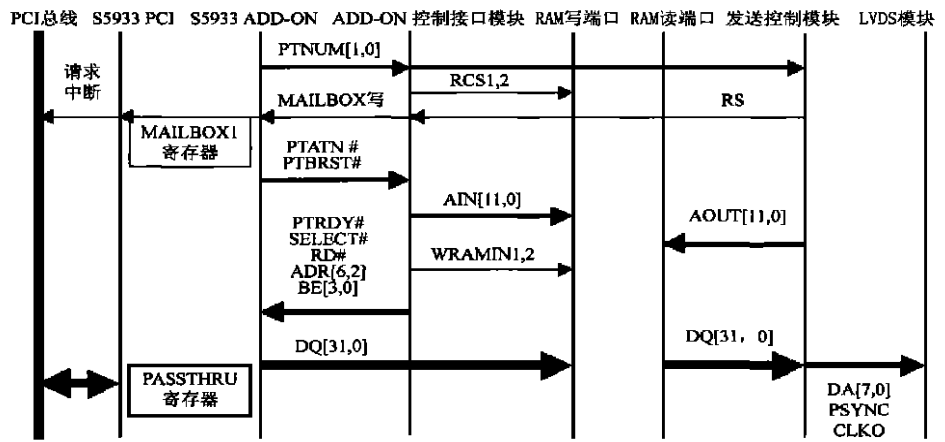 PCI总线 S5933 PCI S5933 ADD-ON ADD-ON 控制接口模块 RAM写端口 RAM读端口 发送控制模块 LVDS模块
PTNUM[1,0]
请求
中断
RCS1,2
MAILBOX写
RS
MAILBOX1
寄存器
PTATN #
PTBRST#
AIN[11,0]
AOUT[11,0]
PTRDY#
SELECT#
RD#
ADR[6,2]
BE[3,0]
WRAMIN1,2
DQ[31,0]
DQ[31, 0]
PASSTHRU
寄存器
DA[7,0]
PSYNC
CLKO